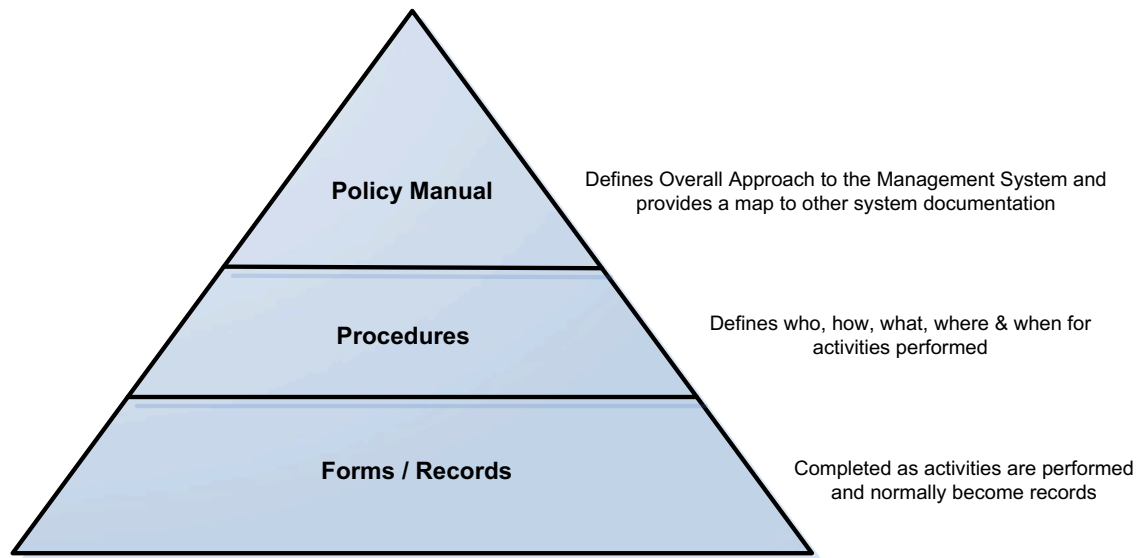 Policy Manual
Defines Overall Approach to the Management System and
provides a map to other system documentation
Procedures
Defines who, how, what, where & when for
activities performed
Forms / Records
Completed as activities are performed
and normally become records